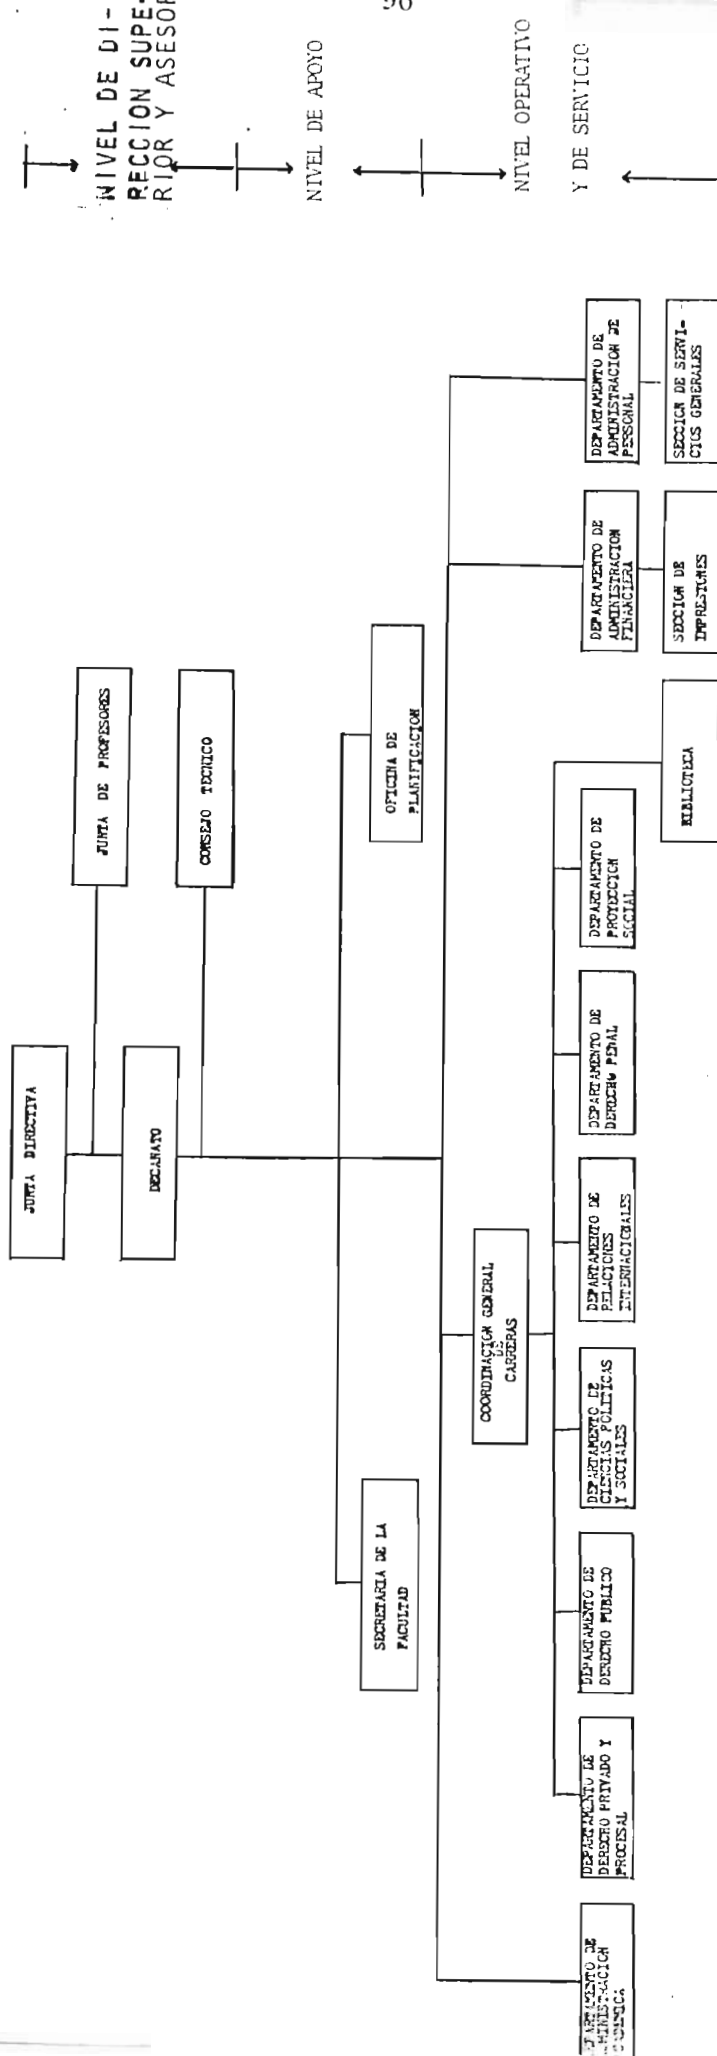 96
NIVEL DE DI-
RECCION SUPE-
RIOR Y ASESOR
NIVEL DE APOYO
NIVEL OPERATIVO
Y DE SERVICIO
JUNTA DIRECTIVA
JUNTA DE PROFESORES
DECANATO
CONSEJO TECNICO
SECRETARIA DE LA
FACULTAD
OFICINA DE
PLANIFICACION
COORDINACION GENERAL
DE
CARRERAS
DEPARTAMENTO DE
DERECHO PRIVADO Y
PROCESAL
DEPARTAMENTO DE
DERECHO PUBLICO
DEPARTAMENTO DE
CIENCIAS POLITICAS
Y SOCIALES
DEPARTAMENTO DE
RELACIONES
INTERNACIONALES
DEPARTAMENTO DE
DERECHO PENAL
DEPARTAMENTO DE
PROYECCION
SOCIAL
DEPARTAMENTO DE
ADMINISTRACION
FINANCIERA
DEPARTAMENTO DE
ADMINISTRACION DE
PERSONAL
BIBLIOTECA
SECCION DE
IMPRESIONES
SECCION DE SERVI-
CIOS GENERALES